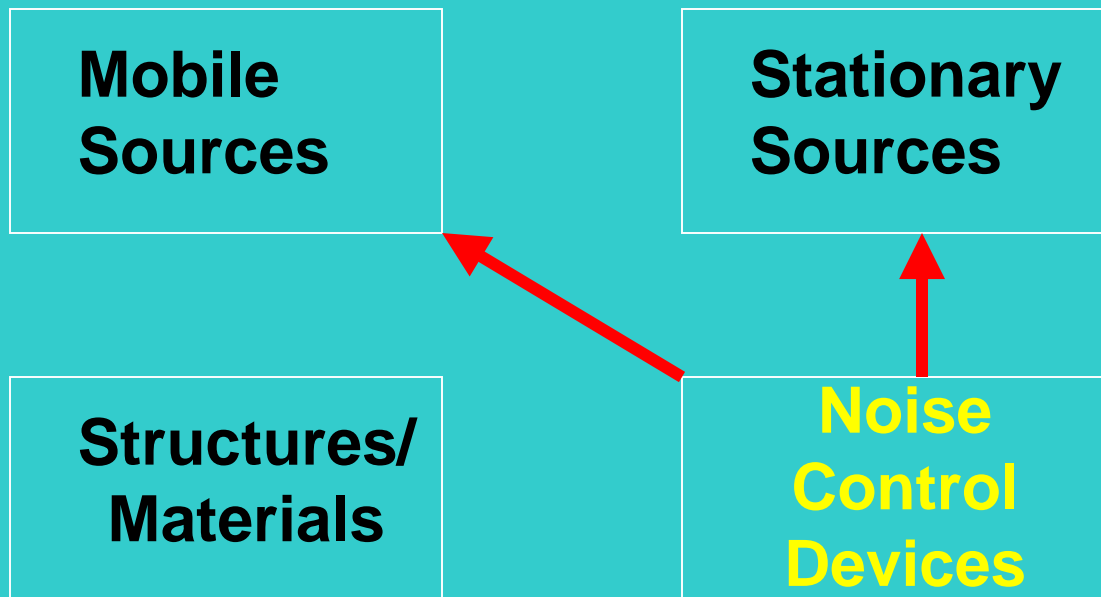 Mobile
Sources
Stationary
Sources
Structures/
Materials
Noise
Control
Devices